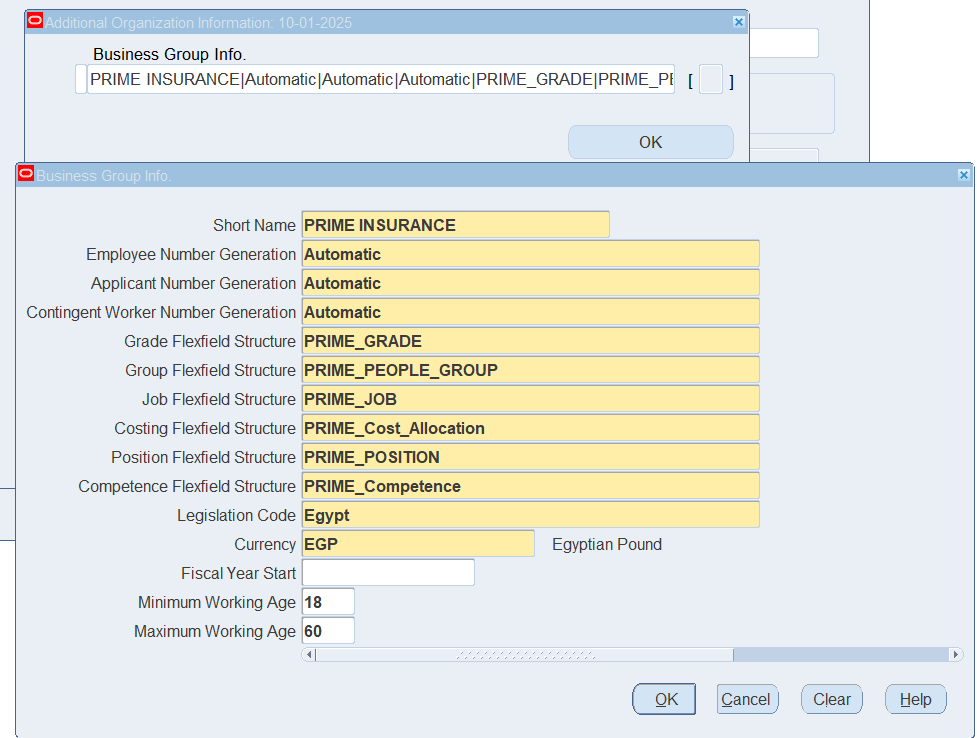 Additional Organization Information: 10-01-2025
Business Group Info.
PRIME INSURANCE|Automatic|Automatic|Automatic|PRIME_GRADE|PRIME_PE [ ]
OK
Business Group Info.
Short Name PRIME INSURANCE
Employee Number Generation Automatic
Applicant Number Generation Automatic
Contingent Worker Number Generation Automatic
Grade Flexfield Structure PRIME_GRADE
Group Flexfield Structure PRIME_PEOPLE_GROUP
Job Flexfield Structure PRIME_JOB
Costing Flexfield Structure PRIME_Cost_Allocation
Position Flexfield Structure PRIME_POSITION
Competence Flexfield Structure PRIME_Competence
Legislation Code Egypt
Currency EGP Egyptian Pound
Fiscal Year Start
Minimum Working Age 18
Maximum Working Age 60
OK Cancel Clear Help